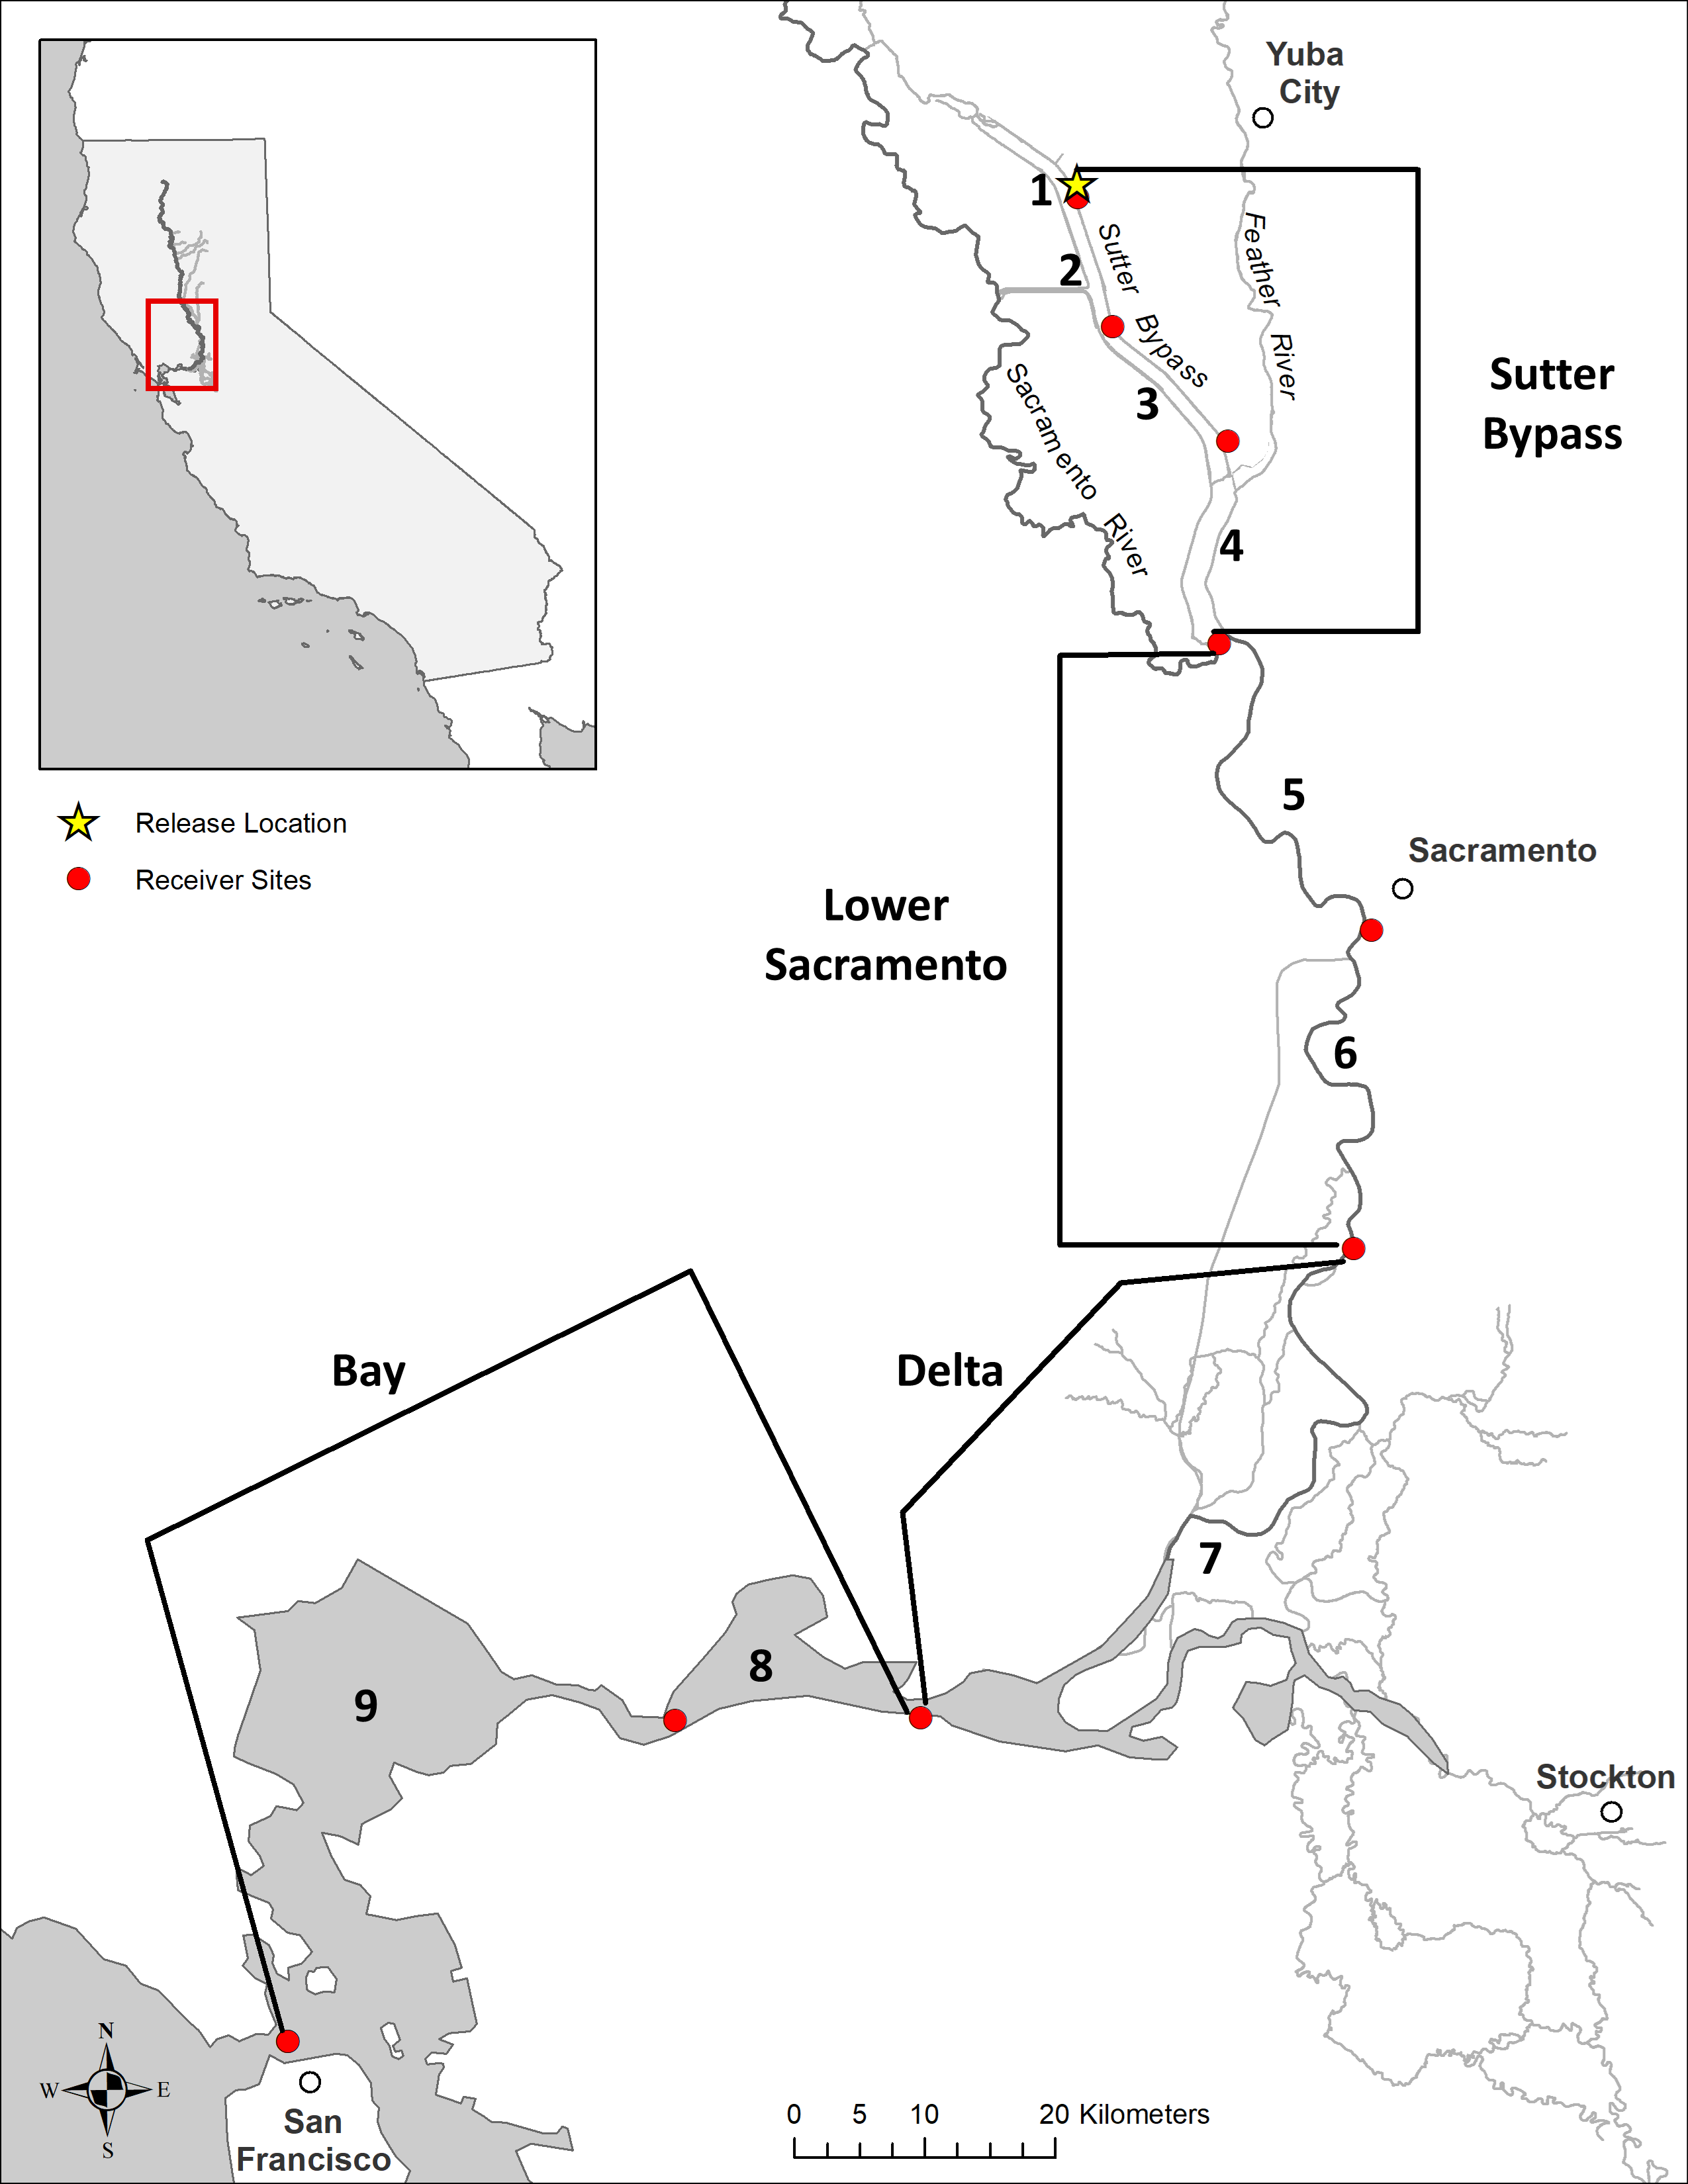 Yuba
City
1
2
Sutter
Bypass
Feather
River
3
Sacramento
River
4
Sutter
Bypass
5
Release Location
Receiver Sites
Sacramento
Lower
Sacramento
6
Bay
Delta
7
8
9
Stockton
N
W
E
S
San
Francisco
0 5 10 20 Kilometers